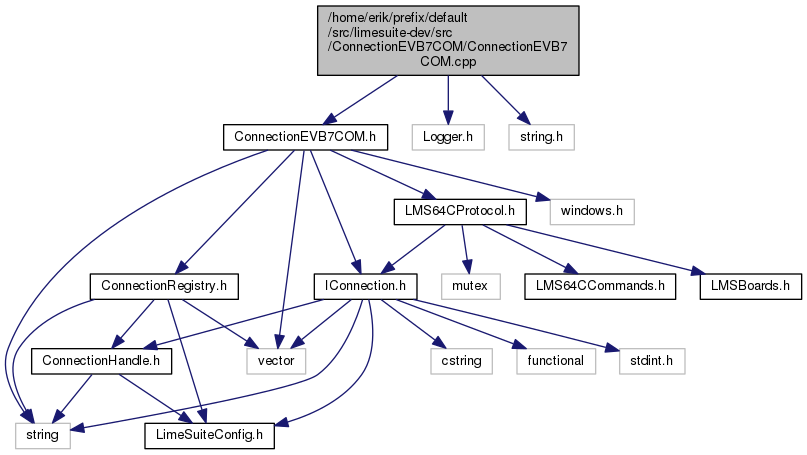 /home/erik/prefix/default
/src/limesuite-dev/src
/ConnectionEVB7COM/ConnectionEVB7
COM.cpp
ConnectionEVB7COM.h
Logger.h
string.h
LMS64CProtocol.h
windows.h
ConnectionRegistry.h
IConnection.h
mutex
LMS64CCommands.h
LMSBoards.h
ConnectionHandle.h
vector
cstring
functional
stdint.h
string
LimeSuiteConfig.h